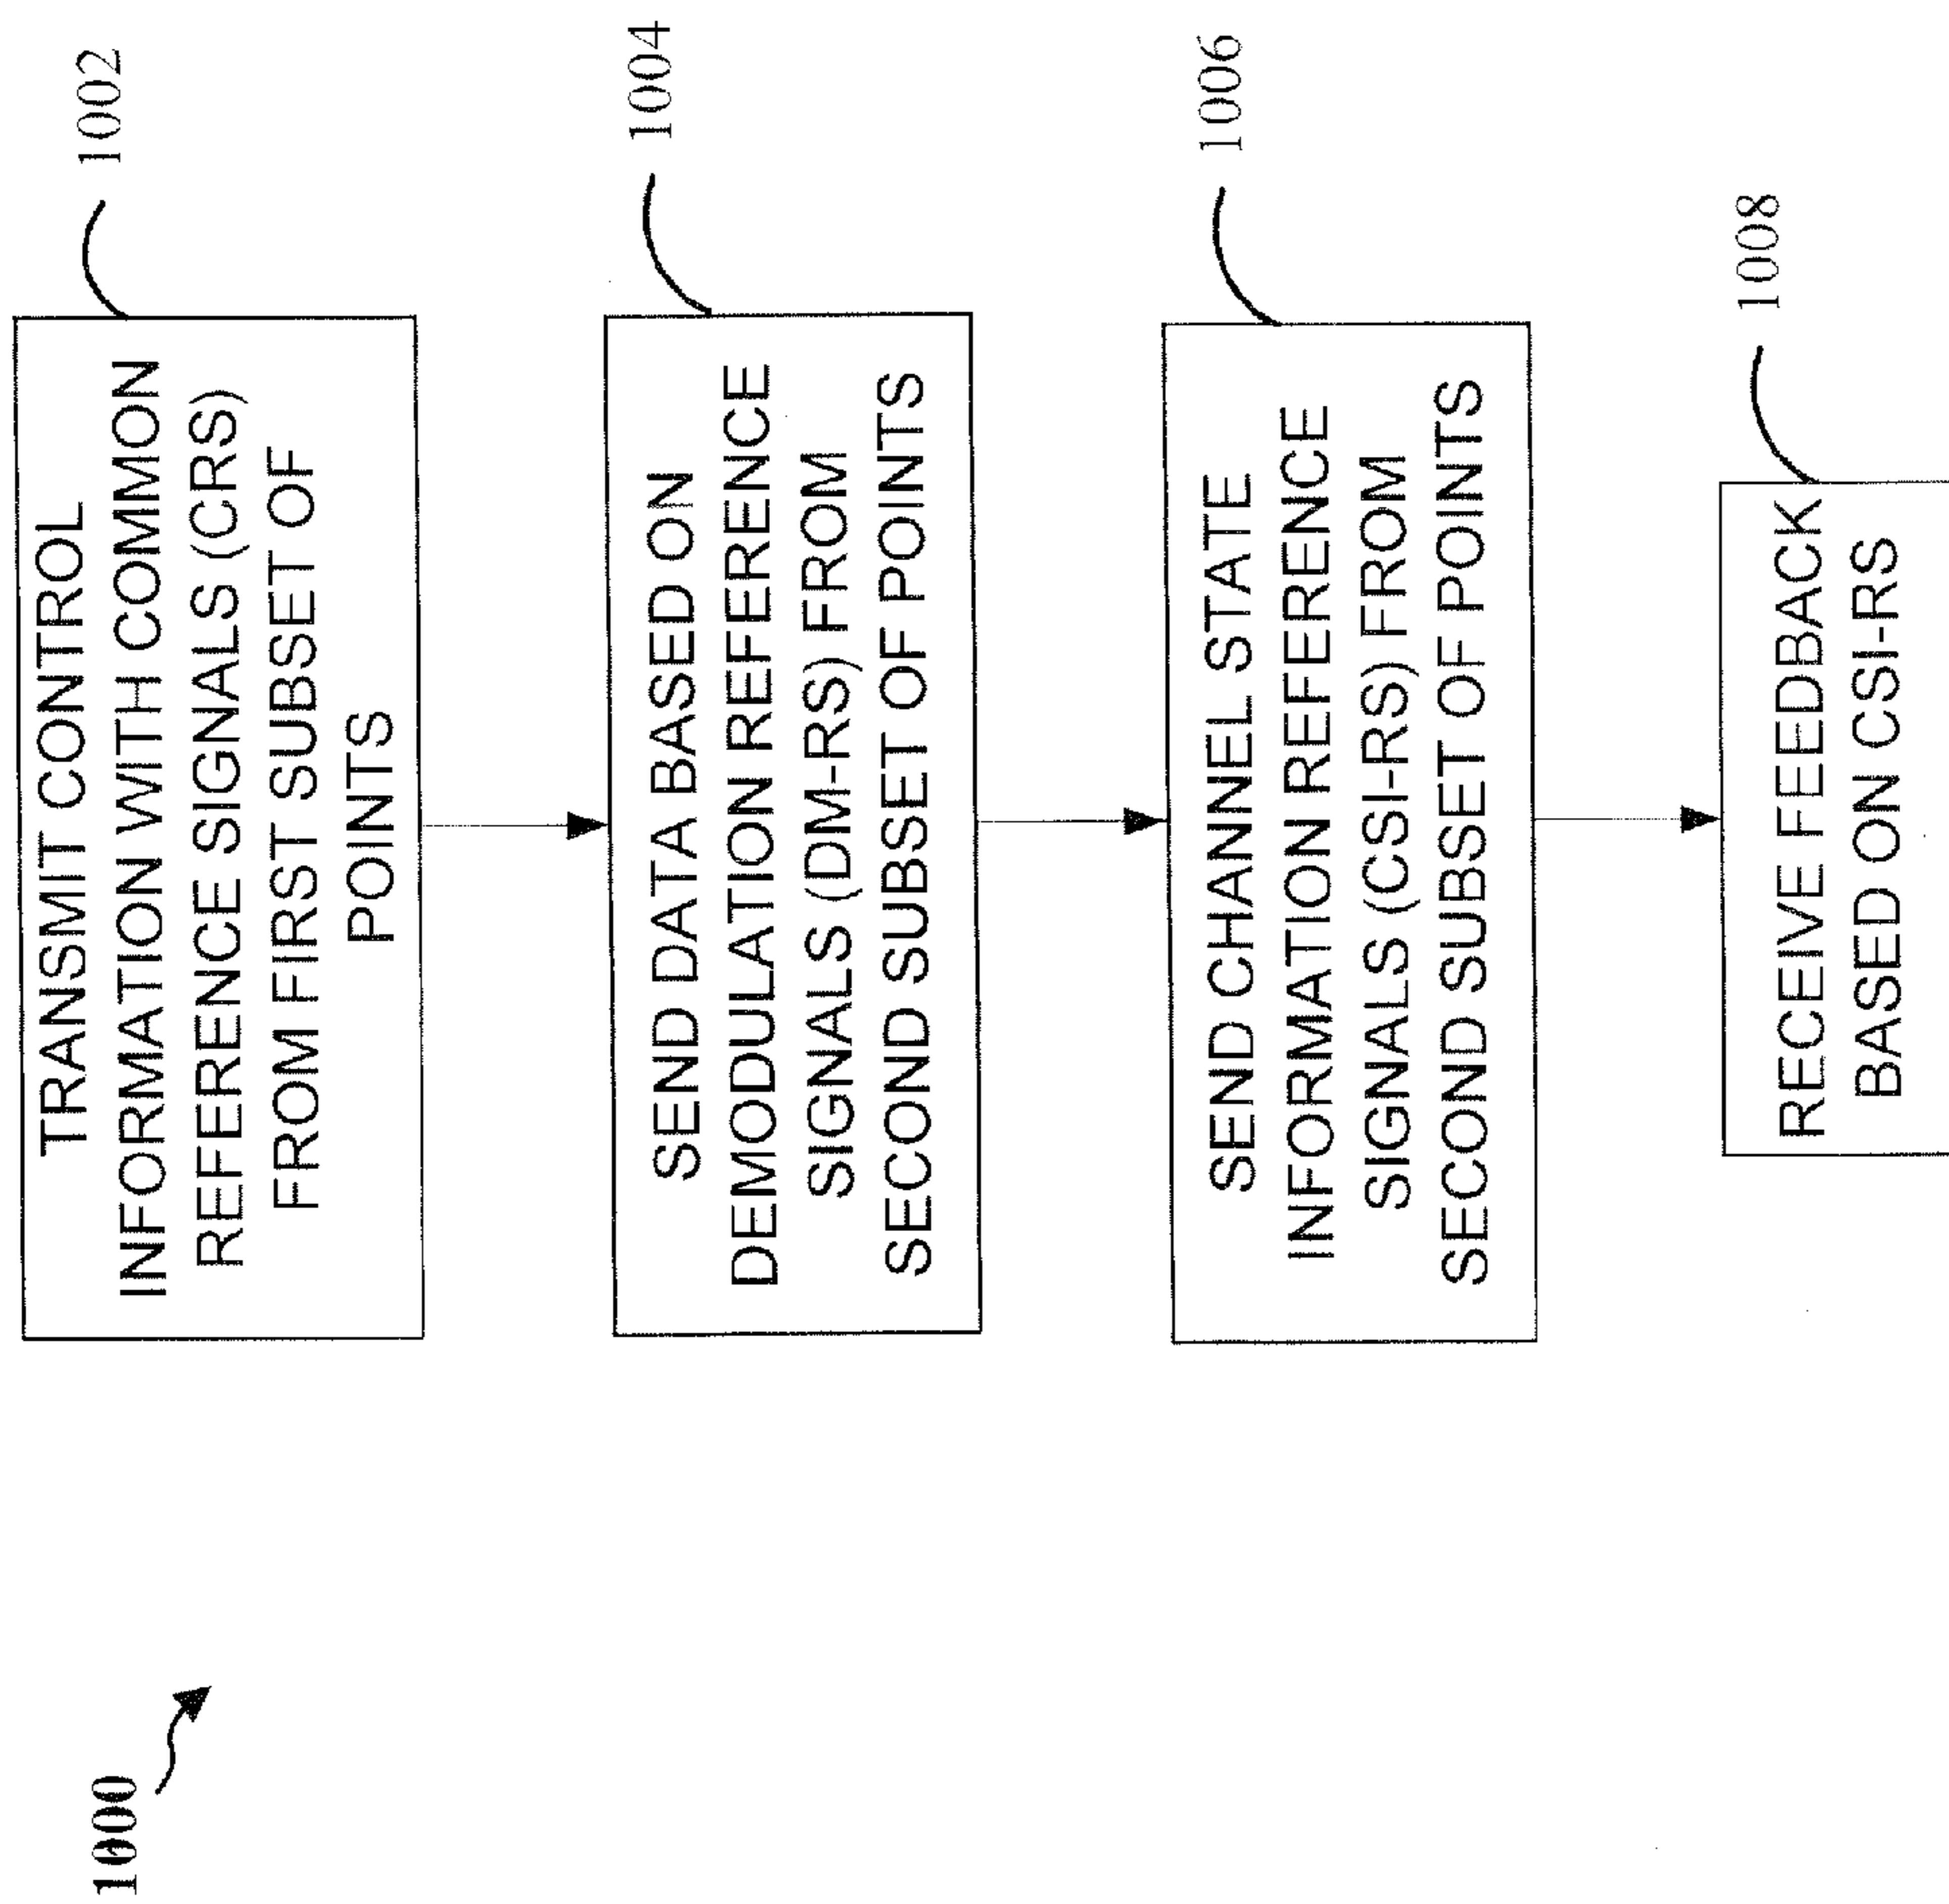 1000
1002
TRANSMIT CONTROL
INFORMATION WITH COMMON
REFERENCE SIGNALS (CRS)
FROM FIRST SUBSET OF
POINTS
1004
SEND DATA BASED ON
DEMODULATION REFERENCE
SIGNALS (DM-RS) FROM
SECOND SUBSET OF POINTS
1006
SEND CHANNEL STATE
INFORMATION REFERENCE
SIGNALS (CSI-RS) FROM
SECOND SUBSET OF POINTS
1008
RECEIVE FEEDBACK
BASED ON CSI-RS